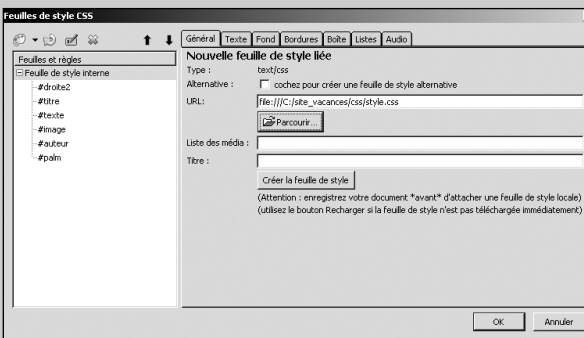 Feuilles de style CSS
Général Texte Fond Bordures Boîte Listes Audio
Feuilles et règles
Feuille de style interne
#droite2
#titre
#texte
#image
#auteur
#palm
Nouvelle feuille de style liée
Type : text/css
Alternative : cochez pour créer une feuille de style alternative
URL: file:///C:/site_vacances/css/style.css
Parcourir...
Liste des média :
Titre :
Créer la feuille de style
(Attention : enregistrez votre document *avant* d'attacher une feuille de style locale)
(utilisez le bouton Recharger si la feuille de style n'est pas téléchargée immédiatement)
OK Annuler